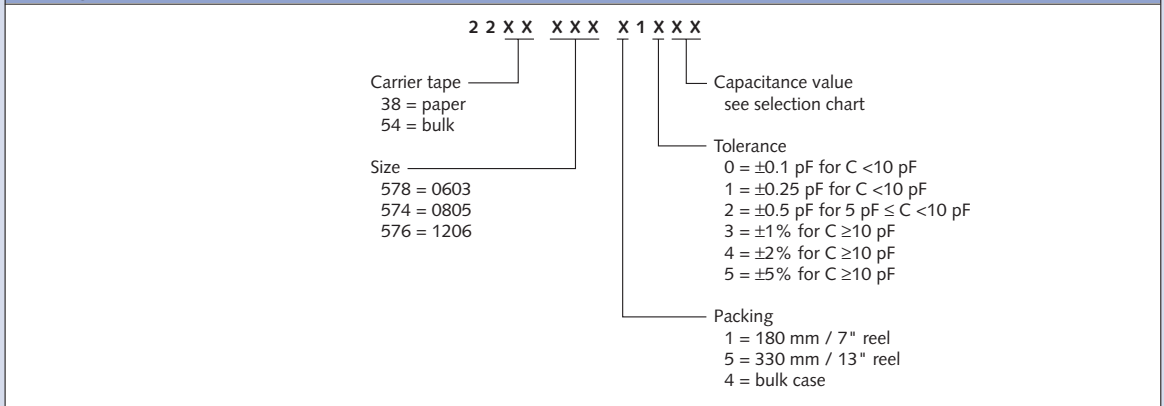 2 2 X X X X X X 1 X X X
Carrier tape
38 = paper
54 = bulk
Size
578 = 0603
574 = 0805
576 = 1206
Capacitance value
see selection chart
Tolerance
0 = ±0.1 pF for C <10 pF
1 = ±0.25 pF for C <10 pF
2 = ±0.5 pF for 5 pF ≤ C <10 pF
3 = ±1% for C ≥10 pF
4 = ±2% for C ≥10 pF
5 = ±5% for C ≥10 pF
Packing
1 = 180 mm / 7" reel
5 = 330 mm / 13" reel
4 = bulk case